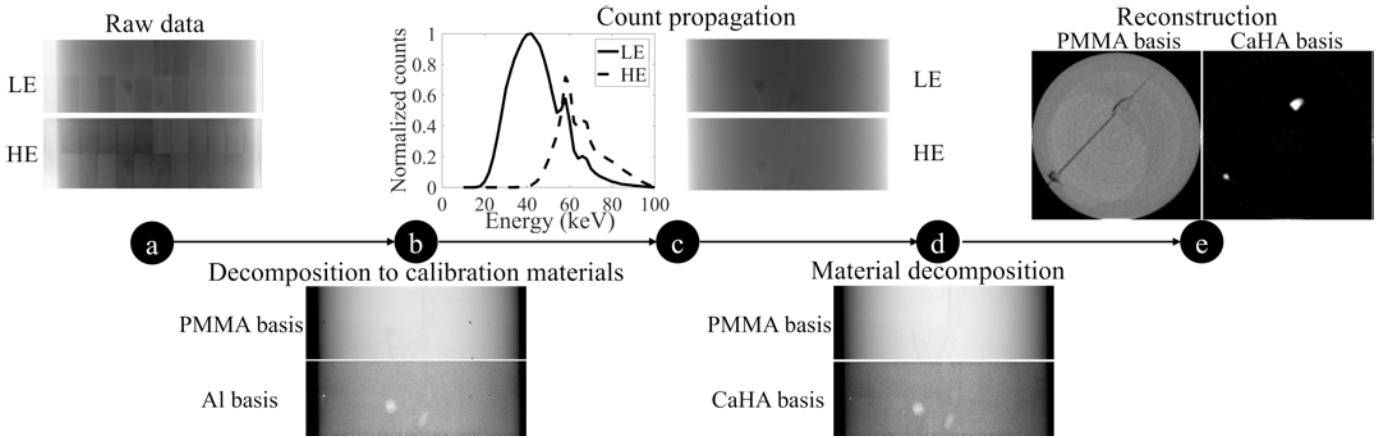 Raw data
LE
HE
Count propagation
Normalized counts
1
0.8
0.6
0.4
0.2
0
0 20 40 60 80 100
Energy (keV)
LE
HE
LE
HE
Reconstruction
PMMA basis CaHA basis
a b c d e
Decomposition to calibration materials
PMMA basis
Al basis
Material decomposition
PMMA basis
CaHA basis